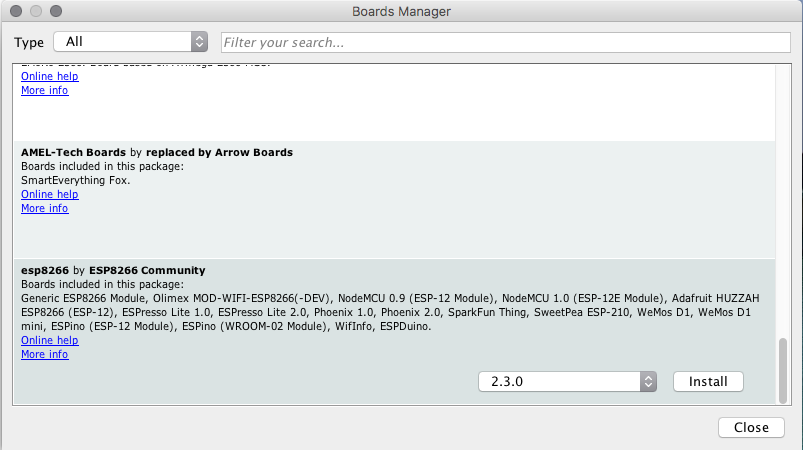 Boards Manager
Type All Filter your search...
Online help
More info
AMEL-Tech Boards by replaced by Arrow Boards
Boards included in this package:
SmartEverything Fox.
Online help
More info
esp8266 by ESP8266 Community
Boards included in this package:
Generic ESP8266 Module, Olimex MOD-WIFI-ESP8266(-DEV), NodeMCU 0.9 (ESP-12 Module), NodeMCU 1.0 (ESP-12E Module), Adafruit HUZZAH
ESP8266 (ESP-12), ESPresso Lite 1.0, ESPresso Lite 2.0, Phoenix 1.0, Phoenix 2.0, SparkFun Thing, SweetPea ESP-210, WeMos D1, WeMos D1
mini, ESPino (ESP-12 Module), ESPino (WROOM-02 Module), WifInfo, ESPDuino.
Online help
More info
2.3.0 Install
Close